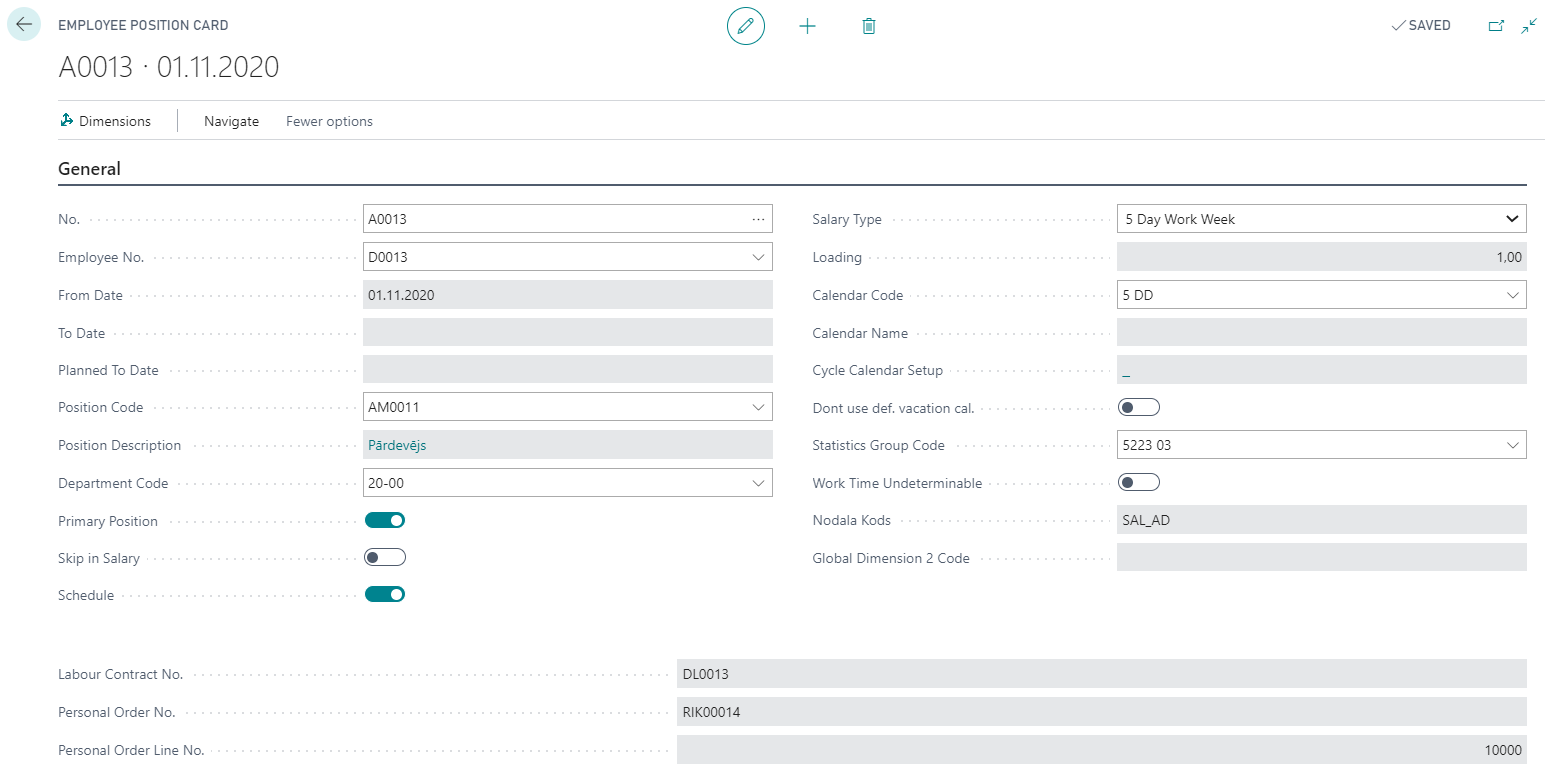 EMPLOYEE POSITION CARD
SAVED
A0013 · 01.11.2020
Dimensions
Navigate
Fewer options
General
No.
A0013
...
Employee No.
D0013
From Date
01.11.2020
To Date
Planned To Date
Position Code
AM0011
Position Description
Pārdevējs
Department Code
20-00
Primary Position
Skip in Salary
Schedule
Salary Type
5 Day Work Week
Loading
1,00
Calendar Code
5 DD
Calendar Name
Cycle Calendar Setup
_
Dont use def. vacation cal.
Statistics Group Code
5223 03
Work Time Undeterminable
Nodala Kods
SAL_AD
Global Dimension 2 Code
Labour Contract No.
DL0013
Personal Order No.
RIK00014
Personal Order Line No.
10000